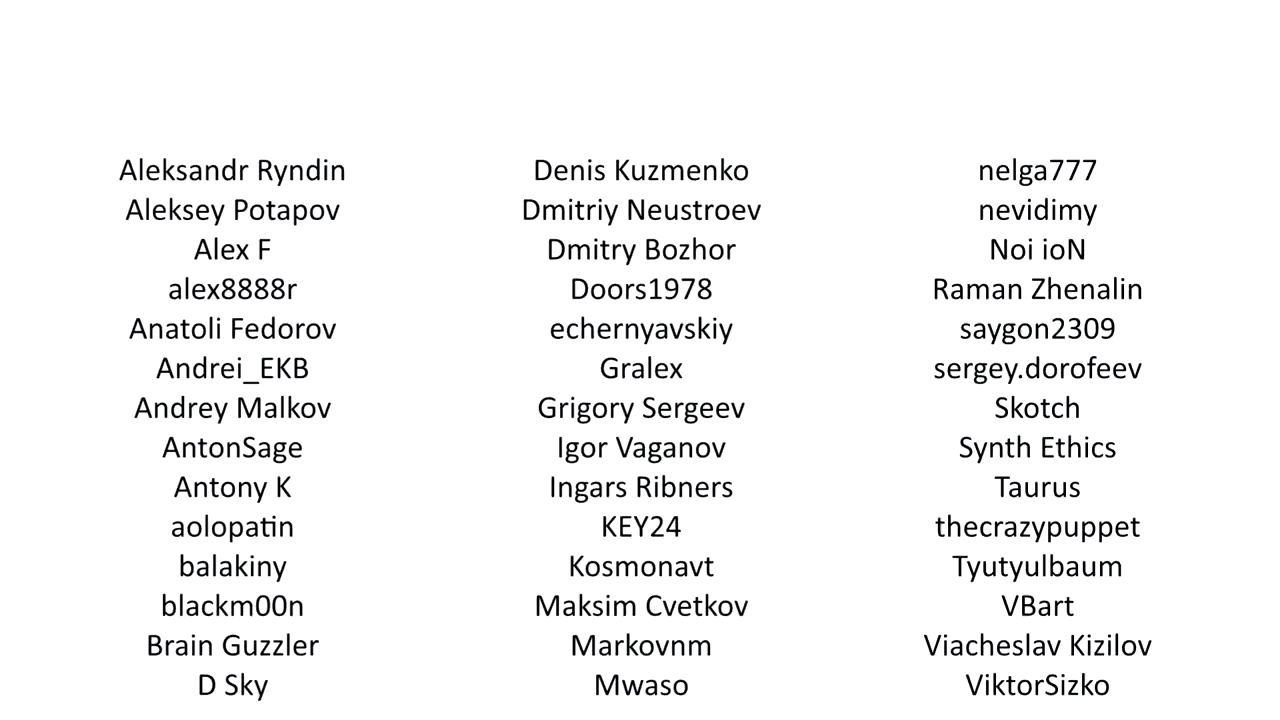 Aleksandr Ryndin
Aleksey Potapov
Alex F
alex8888r
Anatoli Fedorov
Andrei_EKB
Andrey Malkov
AntonSage
Antony K
aolopatin
balakiny
blackm00n
Brain Guzzler
D Sky
Denis Kuzmenko
Dmitriy Neustroev
Dmitry Bozhor
Doors1978
echernyavskiy
Gralex
Grigory Sergeev
Igor Vaganov
Ingars Ribners
KEY24
Kosmonavt
Maksim Cvetkov
Markovnm
Mwaso
nelga777
nevidimy
Noi ioN
Raman Zhenalin
saygon2309
sergey.dorofeev
Skotch
Synth Ethics
Taurus
thecrazypuppet
Tyutyulbaum
VBart
Viacheslav Kizilov
ViktorSizko